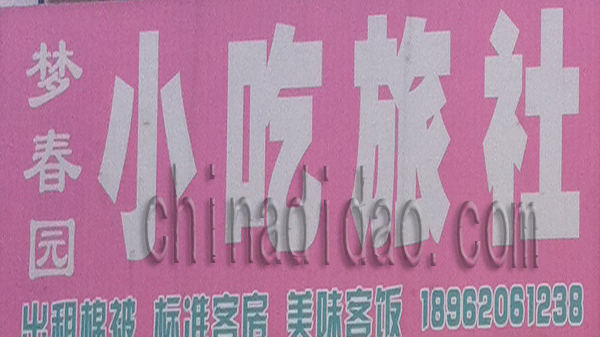 梦春园
小吃旅社
chinadidao.com
出租棉被 标准客房 美味客饭 18962061238